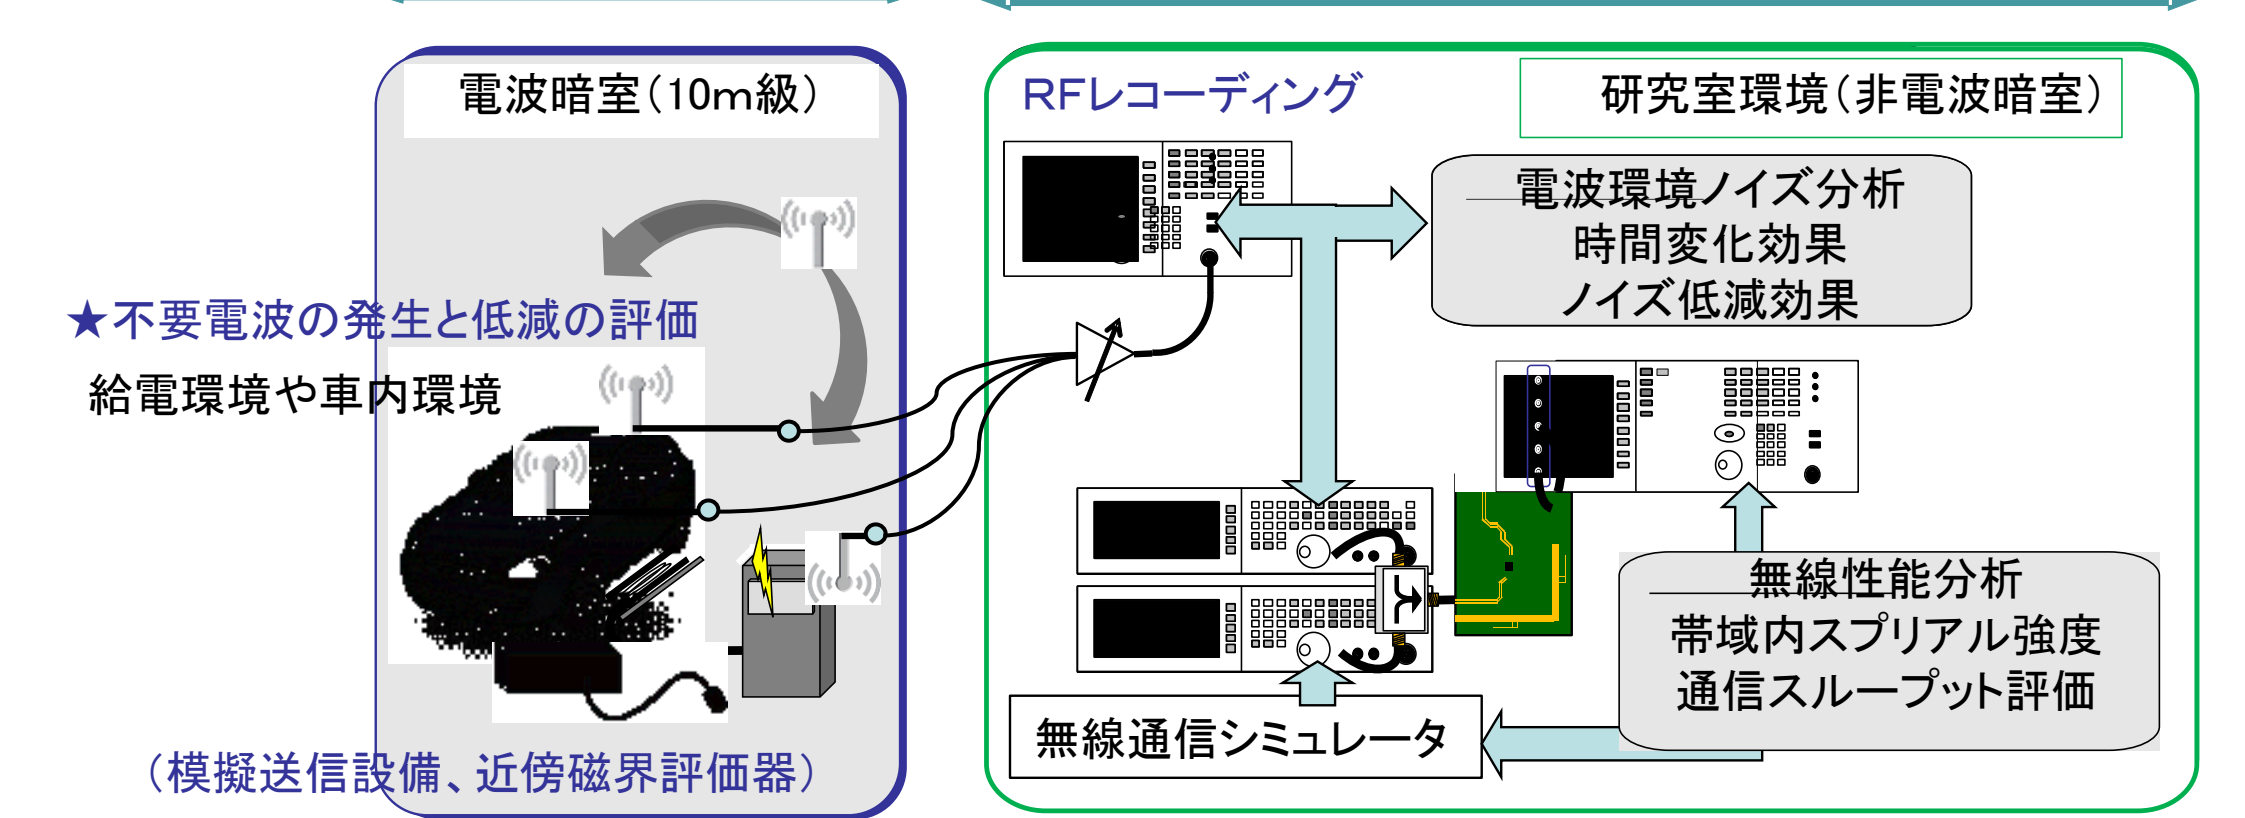 電波暗室（10m級）
★不要電波の発生と低減の評価
給電環境や車内環境
（模擬送信設備、近傍磁界評価器）
ＲＦレコーディング
研究室環境（非電波暗室）
電波環境ノイズ分析
時間変化効果
ノイズ低減効果
無線性能分析
帯域内スプリアル強度
通信スループット評価
無線通信シミュレータ